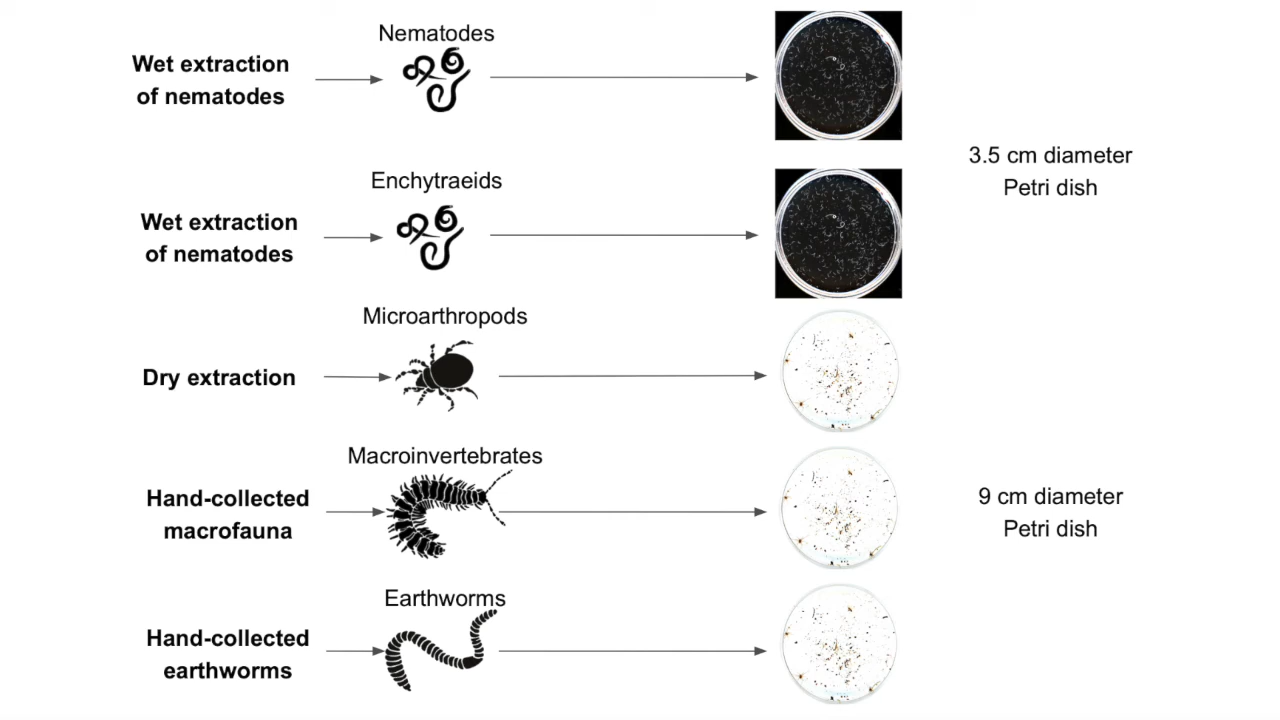 Nematodes
Wet extraction
of nematodes
3.5 cm diameter
Petri dish
Enchytraeids
Wet extraction
of nematodes
Microarthropods
Dry extraction
Macroinvertebrates
Hand-collected
macrofauna
9 cm diameter
Petri dish
Earthworms
Hand-collected
earthworms